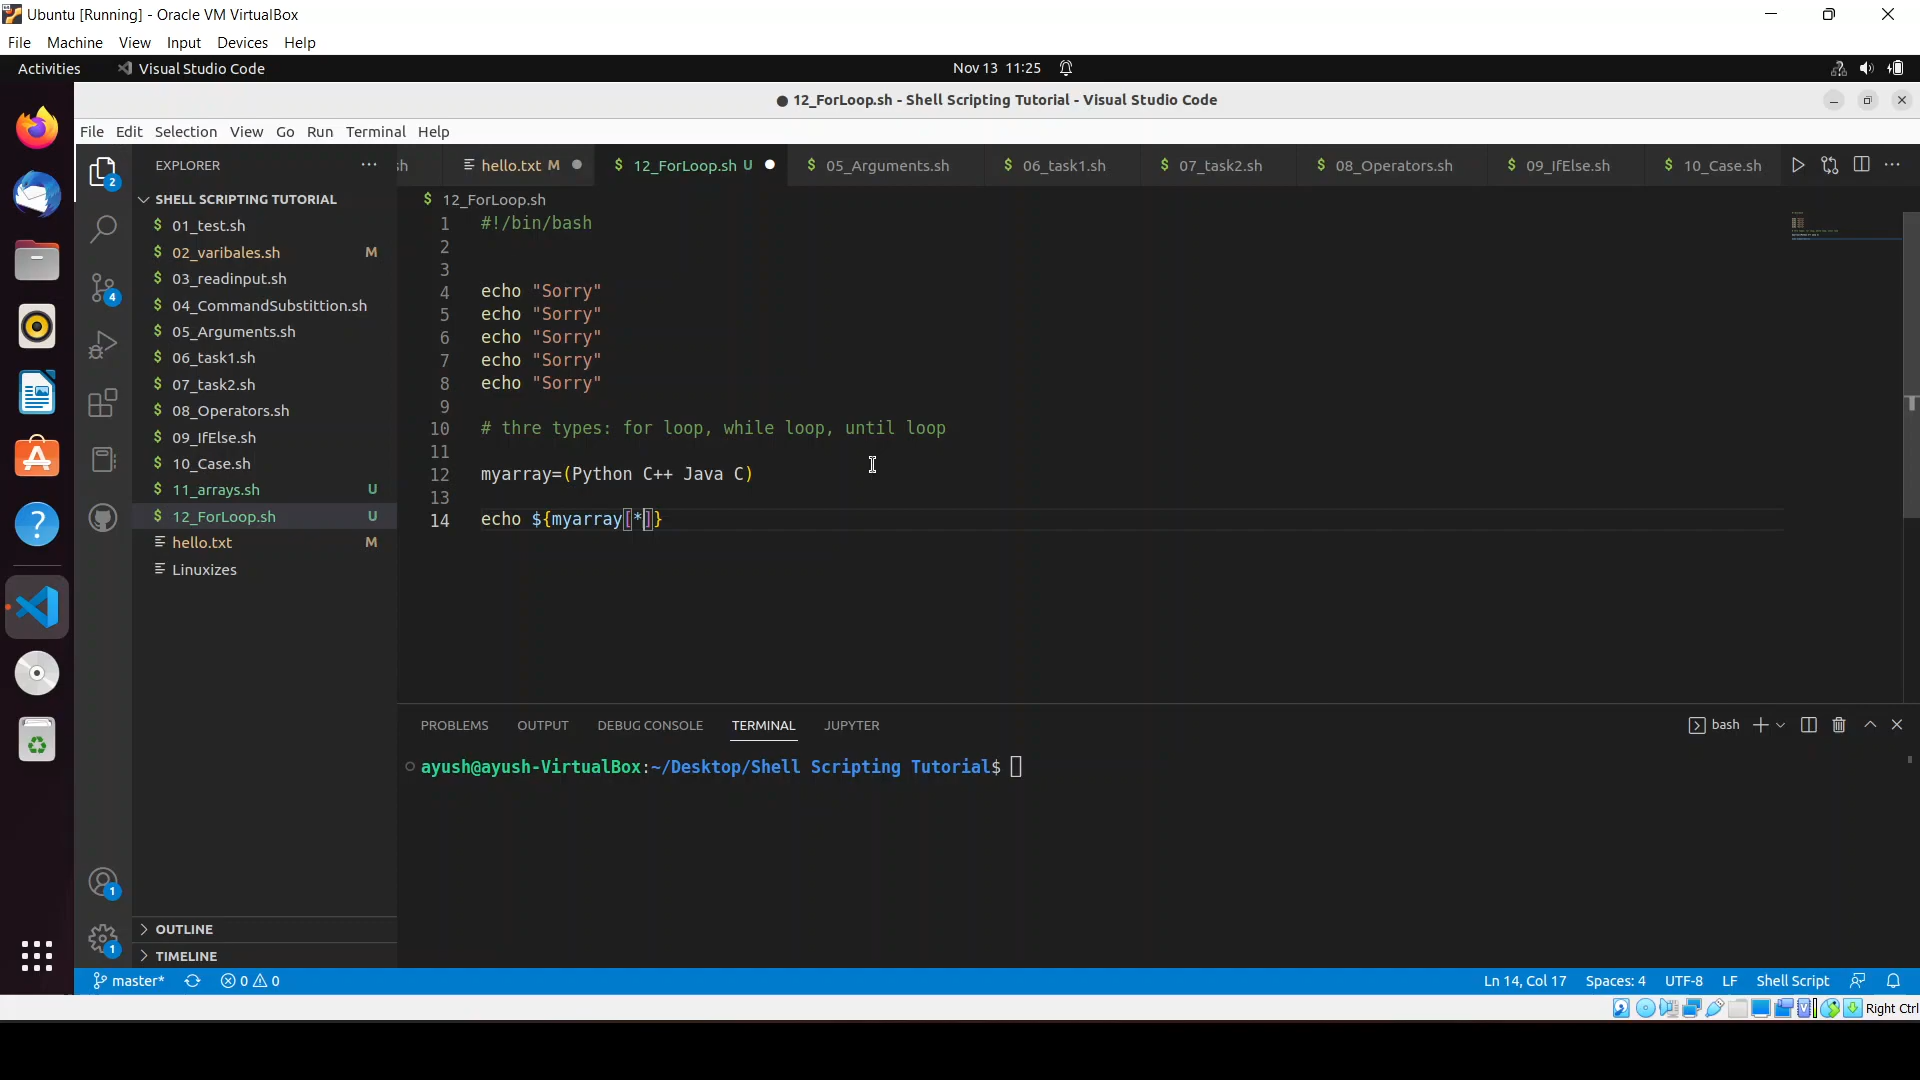 Ubuntu [Running] - Oracle VM VirtualBox
File Machine View Input Devices Help
Activities Visual Studio Code Nov 13 11:25
● 12_ForLoop.sh - Shell Scripting Tutorial - Visual Studio Code
File Edit Selection View Go Run Terminal Help
EXPLORER
sh hello.txt M 12_ForLoop.sh U 05_Arguments.sh 06_task1.sh 07_task2.sh 08_Operators.sh 09_IfElse.sh 10_Case.sh
2
SHELL SCRIPTING TUTORIAL
01_test.sh
02_varibales.sh M
03_readinput.sh
04_CommandSubstittion.sh
05_Arguments.sh
06_task1.sh
07_task2.sh
08_Operators.sh
09_IfElse.sh
10_Case.sh
11_arrays.sh U
12_ForLoop.sh U
hello.txt M
Linuxizes
4
1
1
OUTLINE
TIMELINE
$ 12_ForLoop.sh
1 #!/bin/bash
2
3
4 echo "Sorry"
5 echo "Sorry"
6 echo "Sorry"
7 echo "Sorry"
8 echo "Sorry"
9
10 # thre types: for loop, while loop, until loop
11
12 myarray=(Python C++ Java C)
13
14 echo ${myarray[*]}
PROBLEMS OUTPUT DEBUG CONSOLE TERMINAL JUPYTER bash
ayush@ayush-VirtualBox:~/Desktop/Shell Scripting Tutorial$
master* 0 0 Ln 14, Col 17 Spaces: 4 UTF-8 LF Shell Script
Right Ctrl